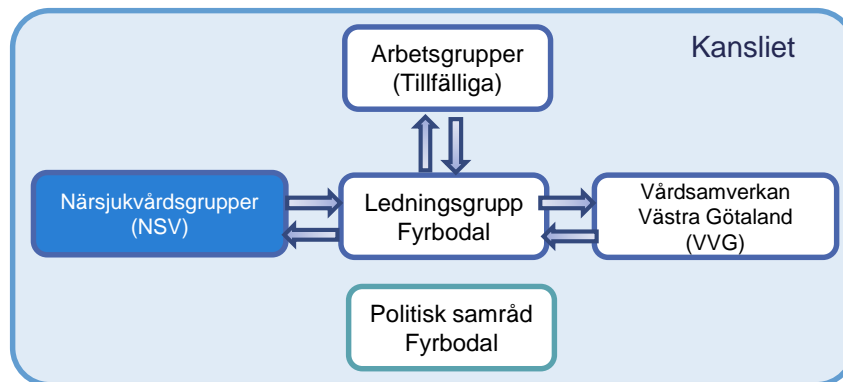 Kansliet
Arbetsgrupper
(Tillfälliga)
Närsjukvårdsgrupper
(NSV)
Ledningsgrupp
Fyrbodal
Vårdsamverkan
Västra Götaland
(VVG)
Politisk samråd
Fyrbodal